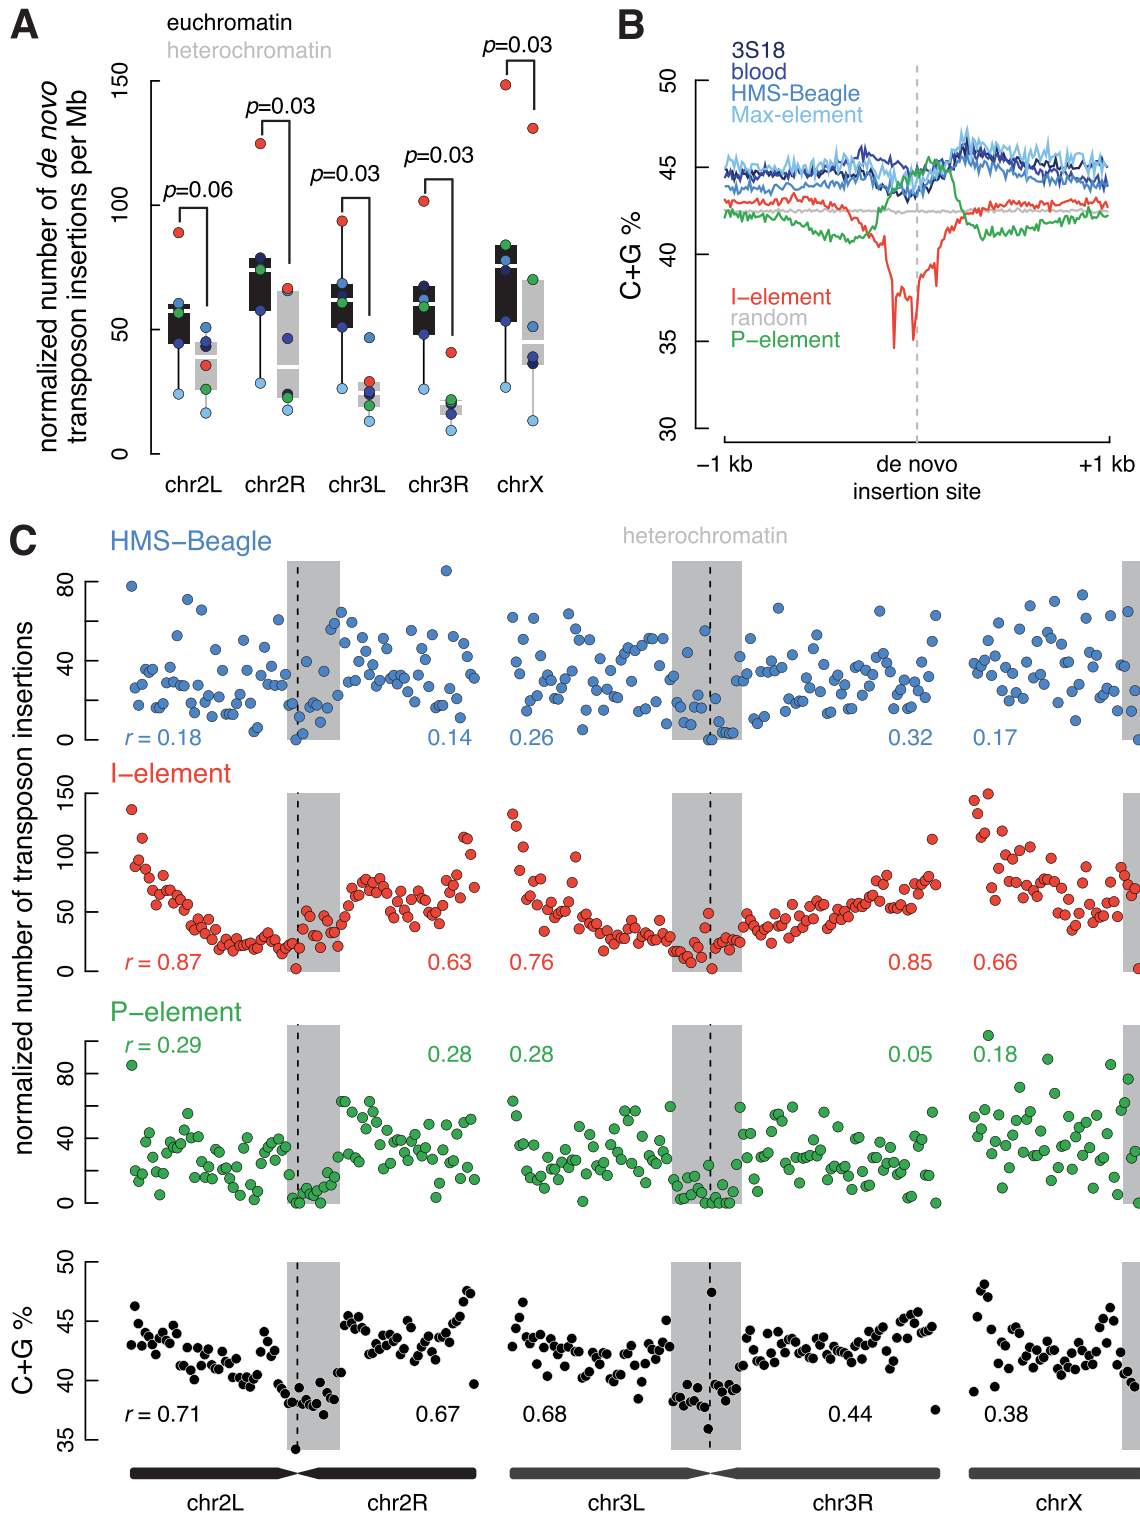 A
euchromatin
heterochromatin
normalized number of de novo
transposon insertions per Mb
150
100
50
0
p=0.06
p=0.03
p=0.03
p=0.03
p=0.03
chr2L
chr2R
chr3L
chr3R
chrX
B
3S18
blood
HMS-Beagle
Max-element
C+G %
50
45
40
35
30
I-element
random
P-element
−1 kb
de novo
insertion site
+1 kb
C
heterochromatin
normalized number of transposon insertions
HMS-Beagle
80
40
0
r = 0.18
0.14
0.26
0.32
0.17
I-element
150
100
50
0
r = 0.87
0.63
0.76
0.85
0.66
P-element
80
40
0
r = 0.29
0.28
0.28
0.05
0.18
C+G %
50
45
40
35
r = 0.71
0.67
0.68
0.44
0.38
chr2L
chr2R
chr3L
chr3R
chrX